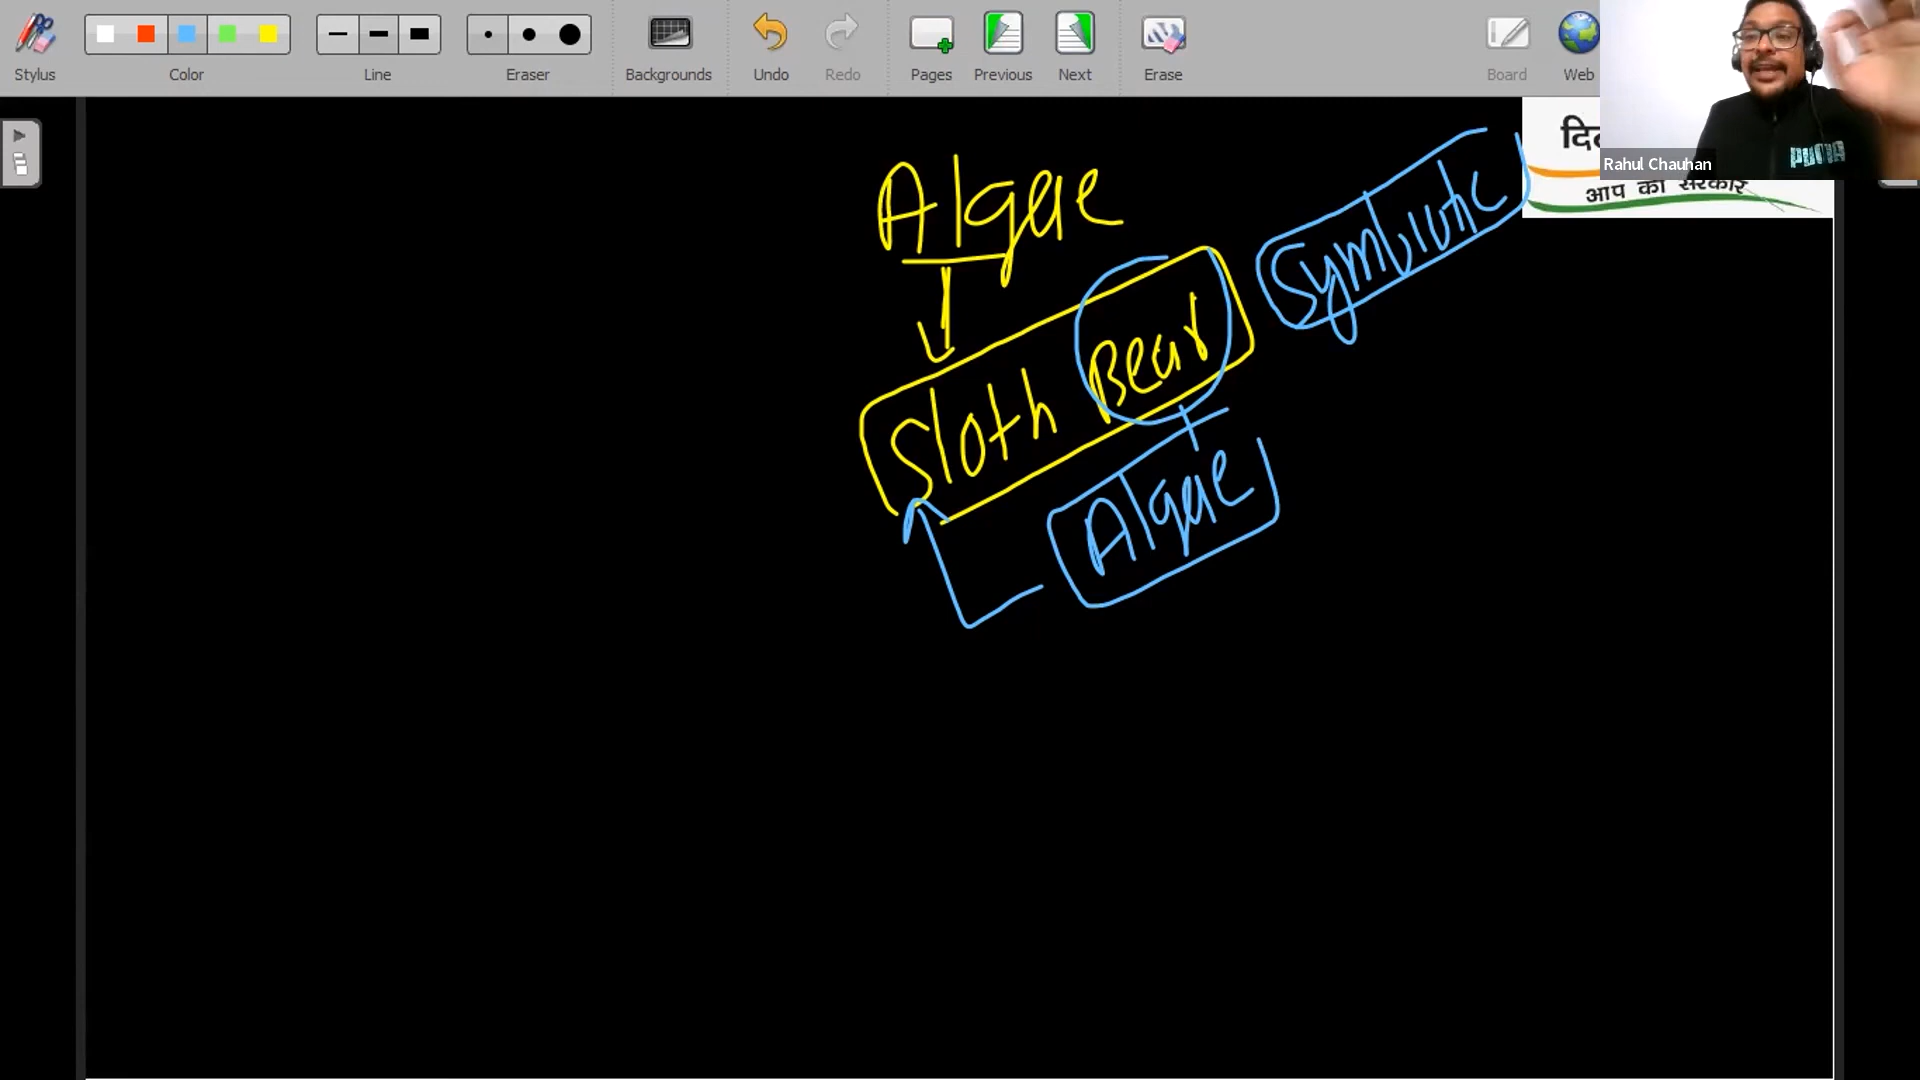 Stylus
Color
Line
Eraser
Backgrounds
Undo
Redo
Pages
Previous
Next
Erase
Board
Web
PUMA
Rahul Chauhan
आप की सरकार
Algae
Symbiotic
Sloth Bear
Algae